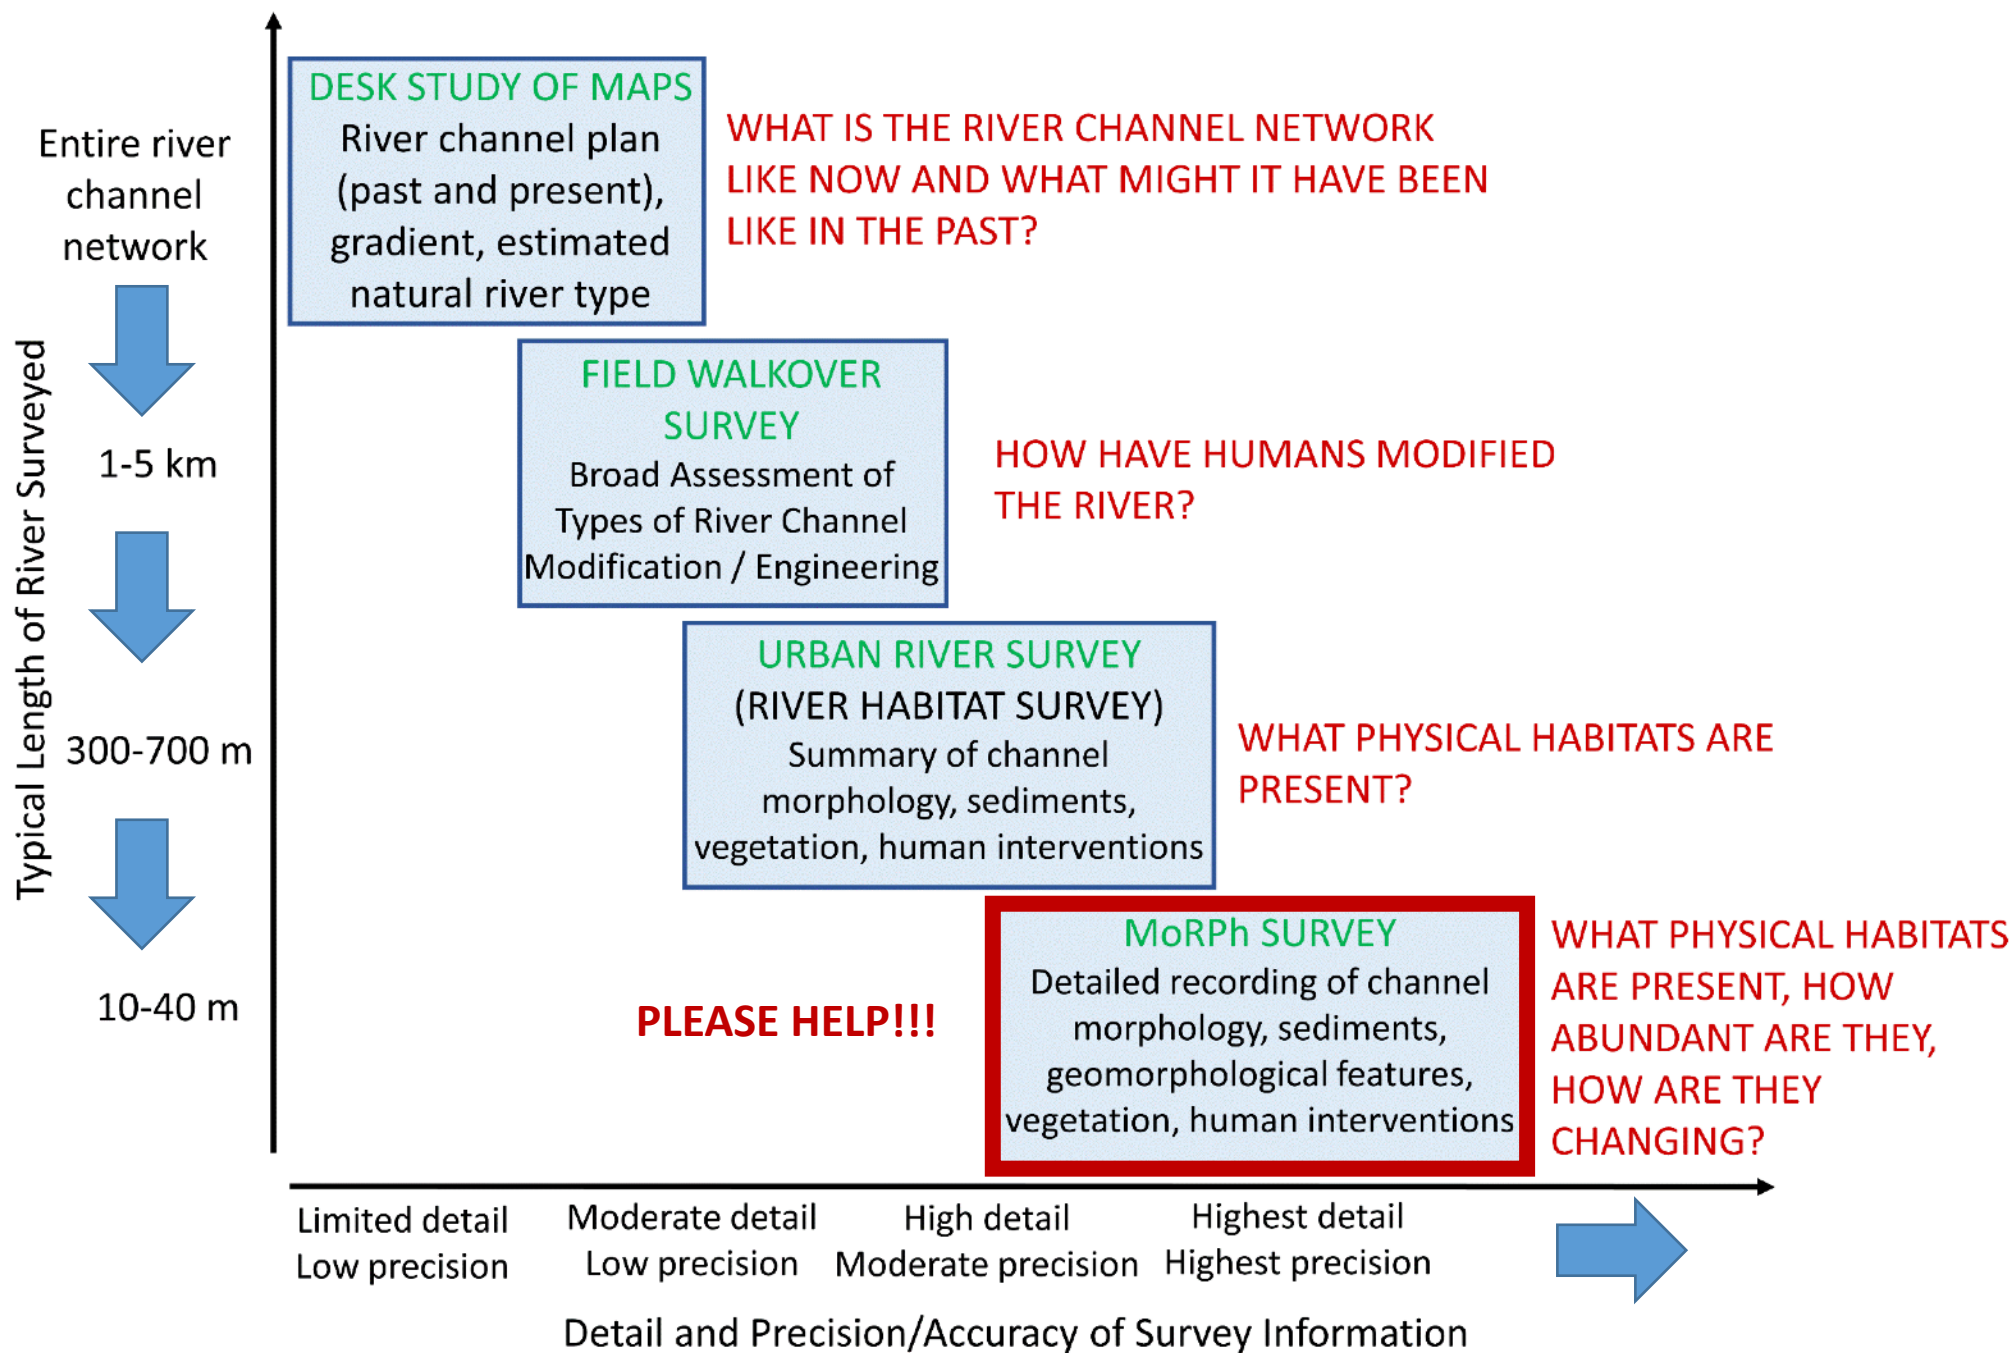 DESK STUDY OF MAPS
River channel plan
(past and present),
gradient, estimated
natural river type
WHAT IS THE RIVER CHANNEL NETWORK
LIKE NOW AND WHAT MIGHT IT HAVE BEEN
LIKE IN THE PAST?
FIELD WALKOVER
SURVEY
Broad Assessment of
Types of River Channel
Modification / Engineering
HOW HAVE HUMANS MODIFIED
THE RIVER?
URBAN RIVER SURVEY
(RIVER HABITAT SURVEY)
Summary of channel
morphology, sediments,
vegetation, human interventions
WHAT PHYSICAL HABITATS ARE
PRESENT?
MoRPh SURVEY
Detailed recording of channel
morphology, sediments,
geomorphological features,
vegetation, human interventions
PLEASE HELP!!!
WHAT PHYSICAL HABITATS
ARE PRESENT, HOW
ABUNDANT ARE THEY,
HOW ARE THEY
CHANGING?
Typical Length of River Surveyed
Entire river
channel
network
1-5 km
300-700 m
10-40 m
Limited detail
Low precision
Moderate detail
Low precision
High detail
Moderate precision
Highest detail
Highest precision
Detail and Precision/Accuracy of Survey Information